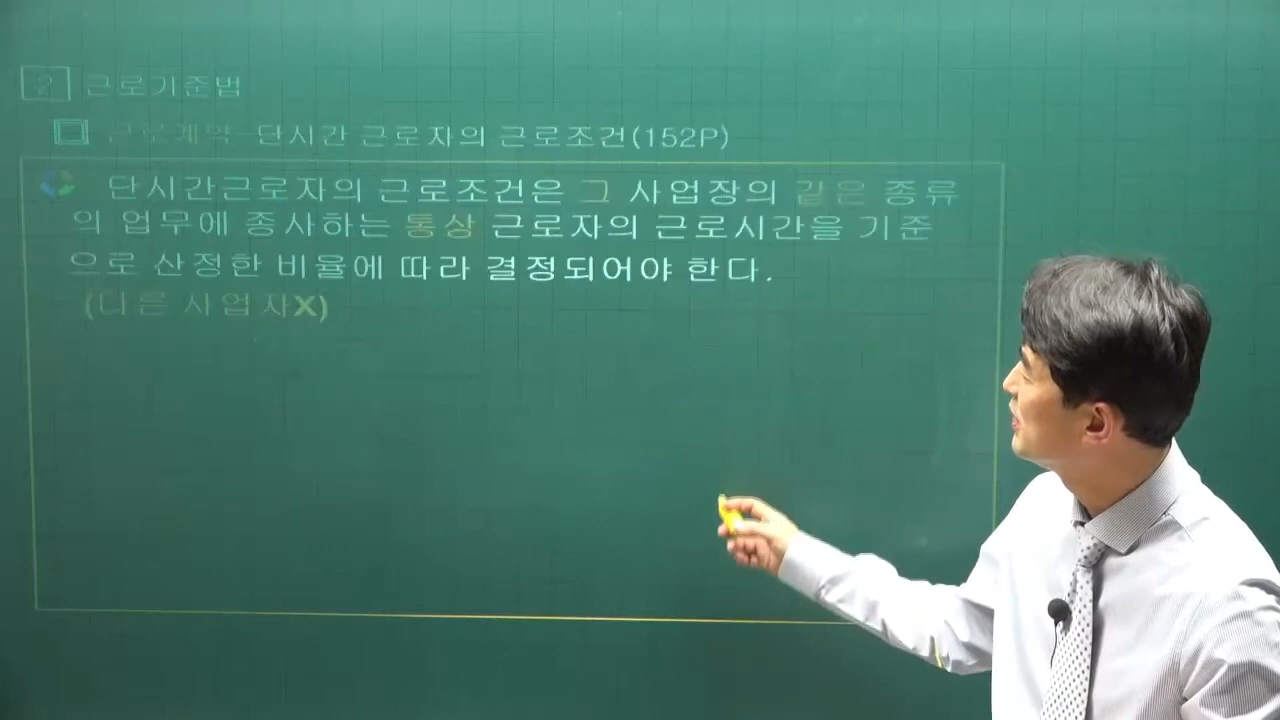 2 근로기준법
근로계약-단시간 근로자의 근로조건(152P)
단시간근로자의 근로조건은 그 사업장의 같은 종류
의 업무에 종사하는 통상 근로자의 근로시간을 기준
으로 산정한 비율에 따라 결정되어야 한다.
(다른 사업자X)